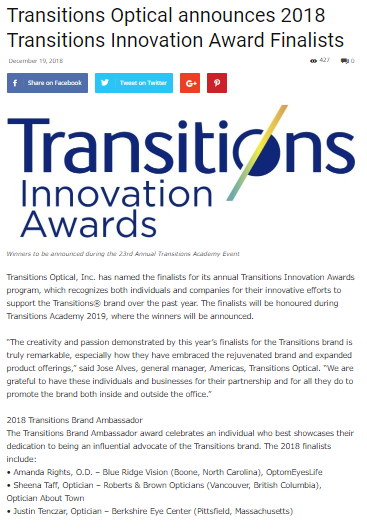 Transitions Optical announces 2018
Transitions Innovation Award Finalists
December 19, 2018
427
0
Share on Facebook
Tweet on Twitter
Transitions
Innovation
Awards
Winners to be announced during the 23rd Annual Transitions Academy Event
Transitions Optical, Inc. has named the finalists for its annual Transitions Innovation Awards
program, which recognizes both individuals and companies for their innovative efforts to
support the Transitions® brand over the past year. The finalists will be honoured during
Transitions Academy 2019, where the winners will be announced.
“The creativity and passion demonstrated by this year’s finalists for the Transitions brand is
truly remarkable, especially how they have embraced the rejuvenated brand and expanded
product offerings,” said Jose Alves, general manager, Americas, Transitions Optical. “We are
grateful to have these individuals and businesses for their partnership and for all they do to
promote the brand both inside and outside the office.”
2018 Transitions Brand Ambassador
The Transitions Brand Ambassador award celebrates an individual who best showcases their
dedication to being an influential advocate of the Transitions brand. The 2018 finalists
include:
• Amanda Rights, O.D. – Blue Ridge Vision (Boone, North Carolina), OptomEyesLife
• Sheena Taff, Optician – Roberts & Brown Opticians (Vancouver, British Columbia),
Optician About Town
• Justin Tenczar, Optician – Berkshire Eye Center (Pittsfield, Massachusetts)